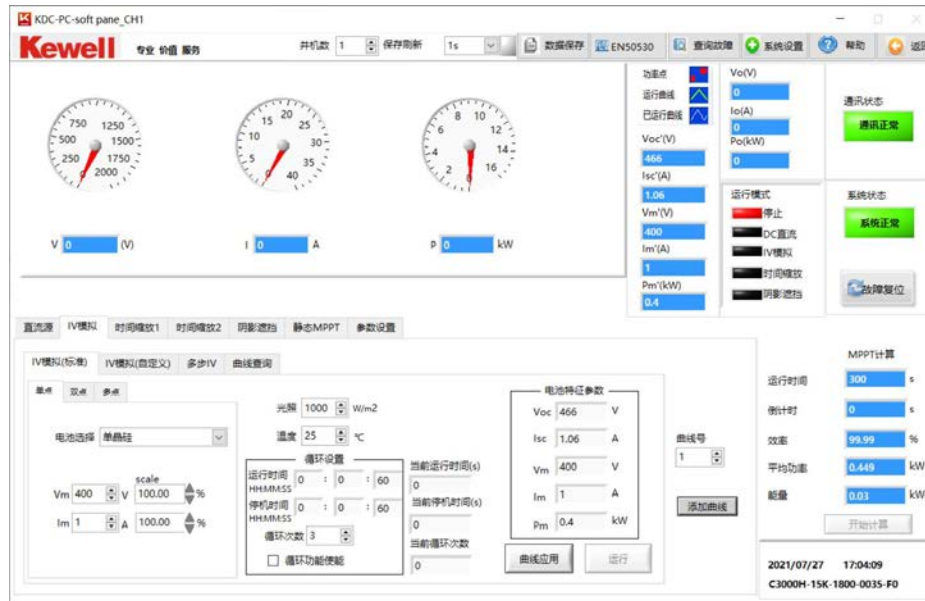 KDC-PC-soft pane_CH1
Kewell 专业 价值 服务 并机数 1 保存刷新 1s 数据保存 EN50530 查询故障 系统设置 帮助
750 1250
500 1500
250 1750
0 2000
V 0 (V)
15 20 25
10 30
5 35
0 40
I 0 A
8 10
6 12
4 14
2 16
0
P 0 kW
功率点
运行曲线
已运行曲线
Voc'(V)
466
Isc'(A)
1.06
Vm'(V)
400
Im'(A)
1
Pm'(kW)
0.4
Vo(V)
0
Io(A)
0
Po(kW)
0
运行模式
停止
DC直流
IV模拟
时间缩放
阴影遮挡
通讯状态
通讯正常
系统状态
系统正常
故障复位
直流源 IV模拟 时间缩放1 时间缩放2 阴影遮挡 静态MPPT 参数设置
IV模拟(标准) IV模拟(自定义) 多步IV 曲线查询
单点 双点 多点
电池选择 单晶硅
scale
Vm 400 V 100.00 %
Im 1 A 100.00 %
光照 1000 W/m2
温度 25 ℃
循环设置
运行时间 0 : 0 : 60
HH:MM:SS
停机时间 0 : 0 : 60
HH:MM:SS
循环次数 3
循环功能使能
当前运行时间(s)
0
当前停机时间(s)
0
当前循环次数
0
电池特征参数
Voc 466 V
Isc 1.06 A
Vm 400 V
Im 1 A
Pm 0.4 kW
曲线应用 运行
曲线号
1
添加曲线
MPPT计算
运行时间 300 s
倒计时 0 s
效率 99.99 %
平均功率 0.449 kW
能量 0.03 kW
开始计算
2021/07/27 17:04:09
C3000H-15K-1800-0035-F0